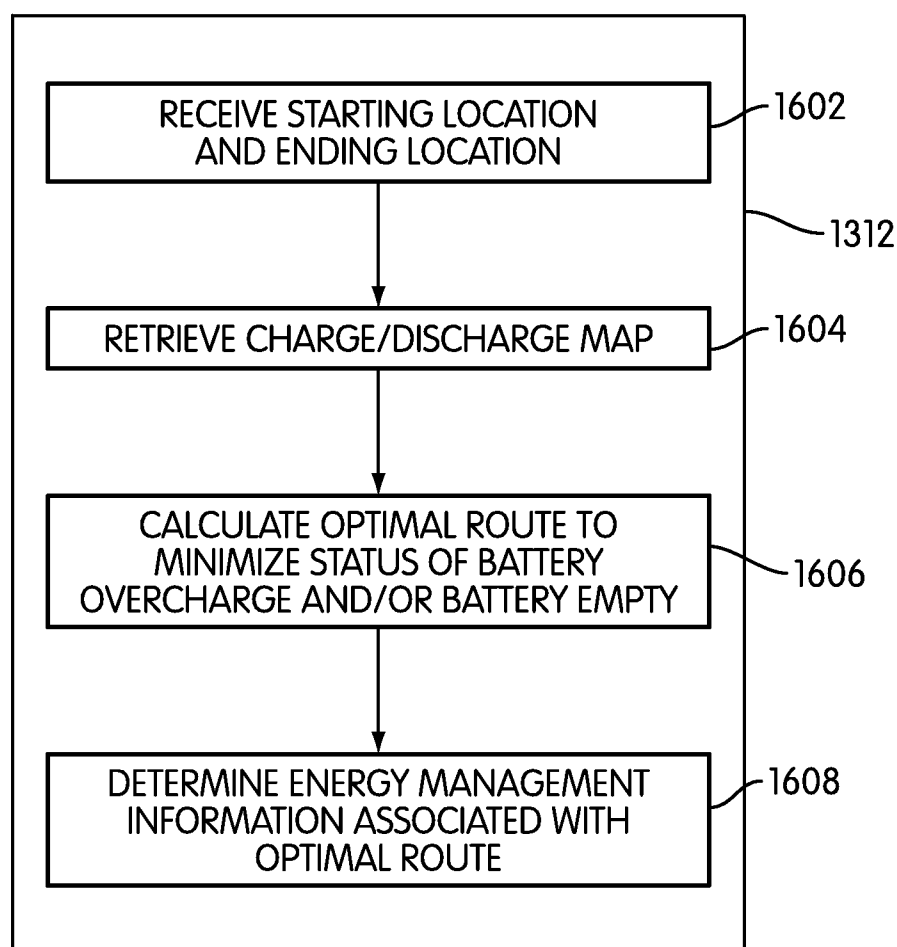 RECEIVE STARTING LOCATION
AND ENDING LOCATION
1602
1312
RETRIEVE CHARGE/DISCHARGE MAP
1604
CALCULATE OPTIMAL ROUTE TO
MINIMIZE STATUS OF BATTERY
OVERCHARGE AND/OR BATTERY EMPTY
1606
DETERMINE ENERGY MANAGEMENT
INFORMATION ASSOCIATED WITH
OPTIMAL ROUTE
1608